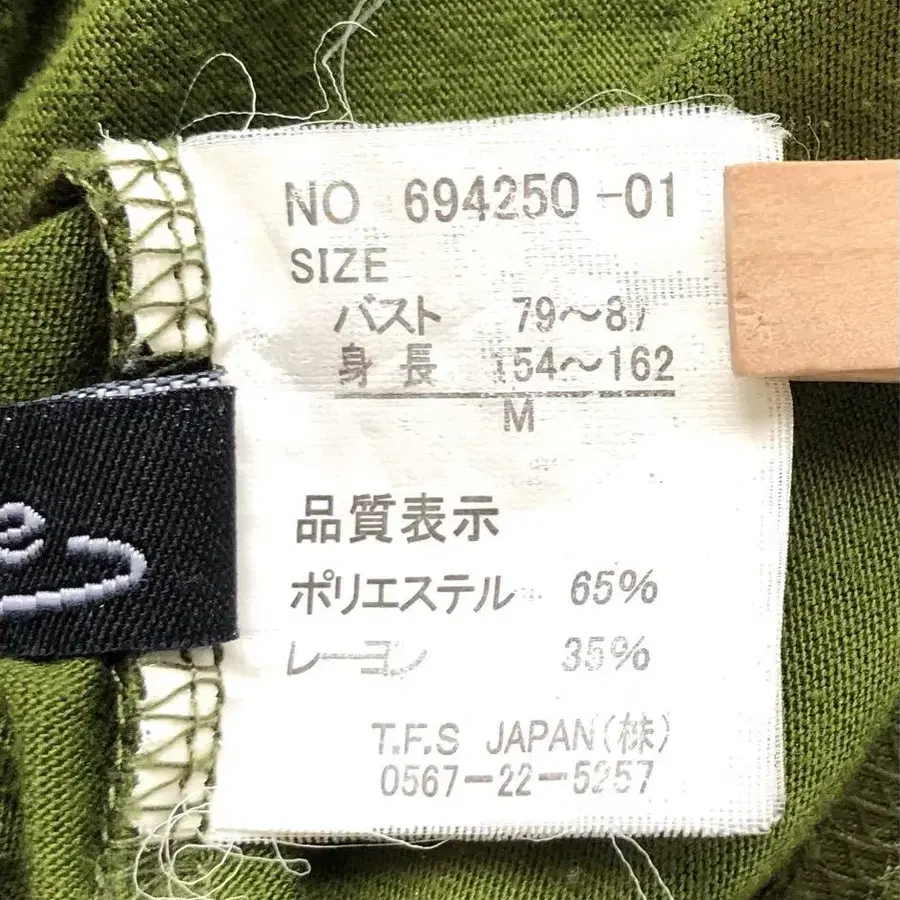 NO 694250-01
SIZE
バスト 79〜87
身長 154〜162
M
品質表示
ポリエステル 65%
レーヨン 35%
T.F.S JAPAN(株)
0567-22-5257